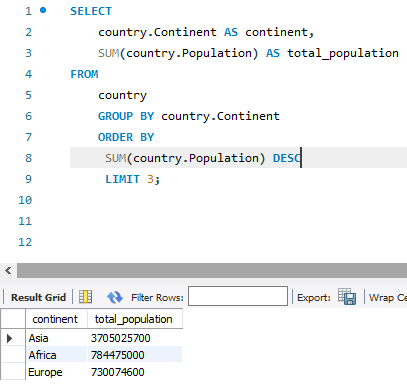 1 SELECT
2 country.Continent AS continent,
3 SUM(country.Population) AS total_population
4 FROM
5 country
6 GROUP BY country.Continent
7 ORDER BY
8 SUM(country.Population) DESC
9 LIMIT 3;
10
11
12
Result Grid Filter Rows: Export: Wrap Ce
continent total_population
Asia 3705025700
Africa 784475000
Europe 730074600